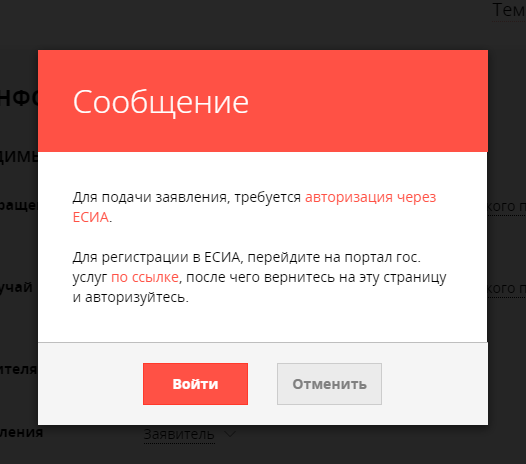 Тем
Сообщение
Для подачи заявления, требуется авторизация через
ЕСИА.
Для регистрации в ЕСИА, перейдите на портал гос.
услуг по ссылке, после чего вернитесь на эту страницу
и авторизуйтесь.
Войти
Отменить
Заявитель